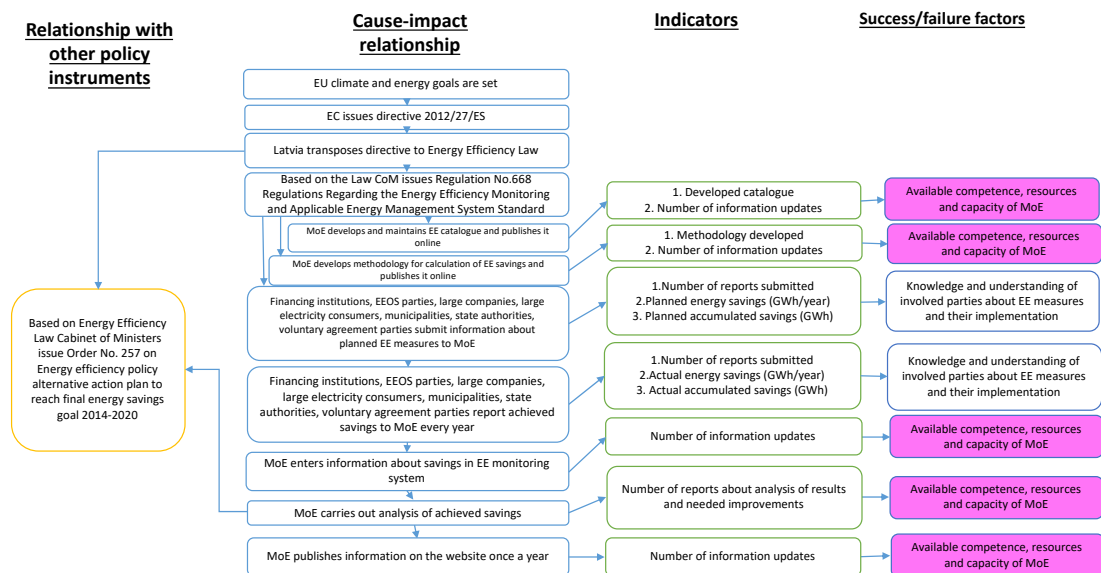 Relationship with
other policy
instruments
Cause-impact
relationship
Indicators
Success/failure factors
EU climate and energy goals are set
EC issues directive 2012/27/ES
Latvia transposes directive to Energy Efficiency Law
Based on the Law CoM issues Regulation No.668
Regulations Regarding the Energy Efficiency Monitoring
and Applicable Energy Management System Standard
MoE develops and maintains EE catalogue and publishes it
online
1. Developed catalogue
2. Number of information updates
Available competence, resources
and capacity of MoE
MoE develops methodology for calculation of EE savings and
publishes it online
1. Methodology developed
2. Number of information updates
Available competence, resources
and capacity of MoE
Financing institutions, EEOS parties, large companies, large
electricity consumers, municipalities, state authorities,
voluntary agreement parties submit information about
planned EE measures to MoE
1.Number of reports submitted
2.Planned energy savings (GWh/year)
3. Planned accumulated savings (GWh)
Knowledge and understanding of
involved parties about EE measures
and their implementation
Based on Energy Efficiency
Law Cabinet of Ministers
issue Order No. 257 on
Energy efficiency policy
alternative action plan to
reach final energy savings
goal 2014-2020
Financing institutions, EEOS parties, large companies,
large electricity consumers, municipalities, state
authorities, voluntary agreement parties report achieved
savings to MoE every year
1.Number of reports submitted
2.Actual energy savings (GWh/year)
3. Actual accumulated savings (GWh)
Knowledge and understanding of
involved parties about EE measures
and their implementation
MoE enters information about savings in EE monitoring
system
Number of information updates
Available competence, resources
and capacity of MoE
MoE carries out analysis of achieved savings
Number of reports about analysis of results
and needed improvements
Available competence, resources
and capacity of MoE
MoE publishes information on the website once a year
Number of information updates
Available competence, resources
and capacity of MoE